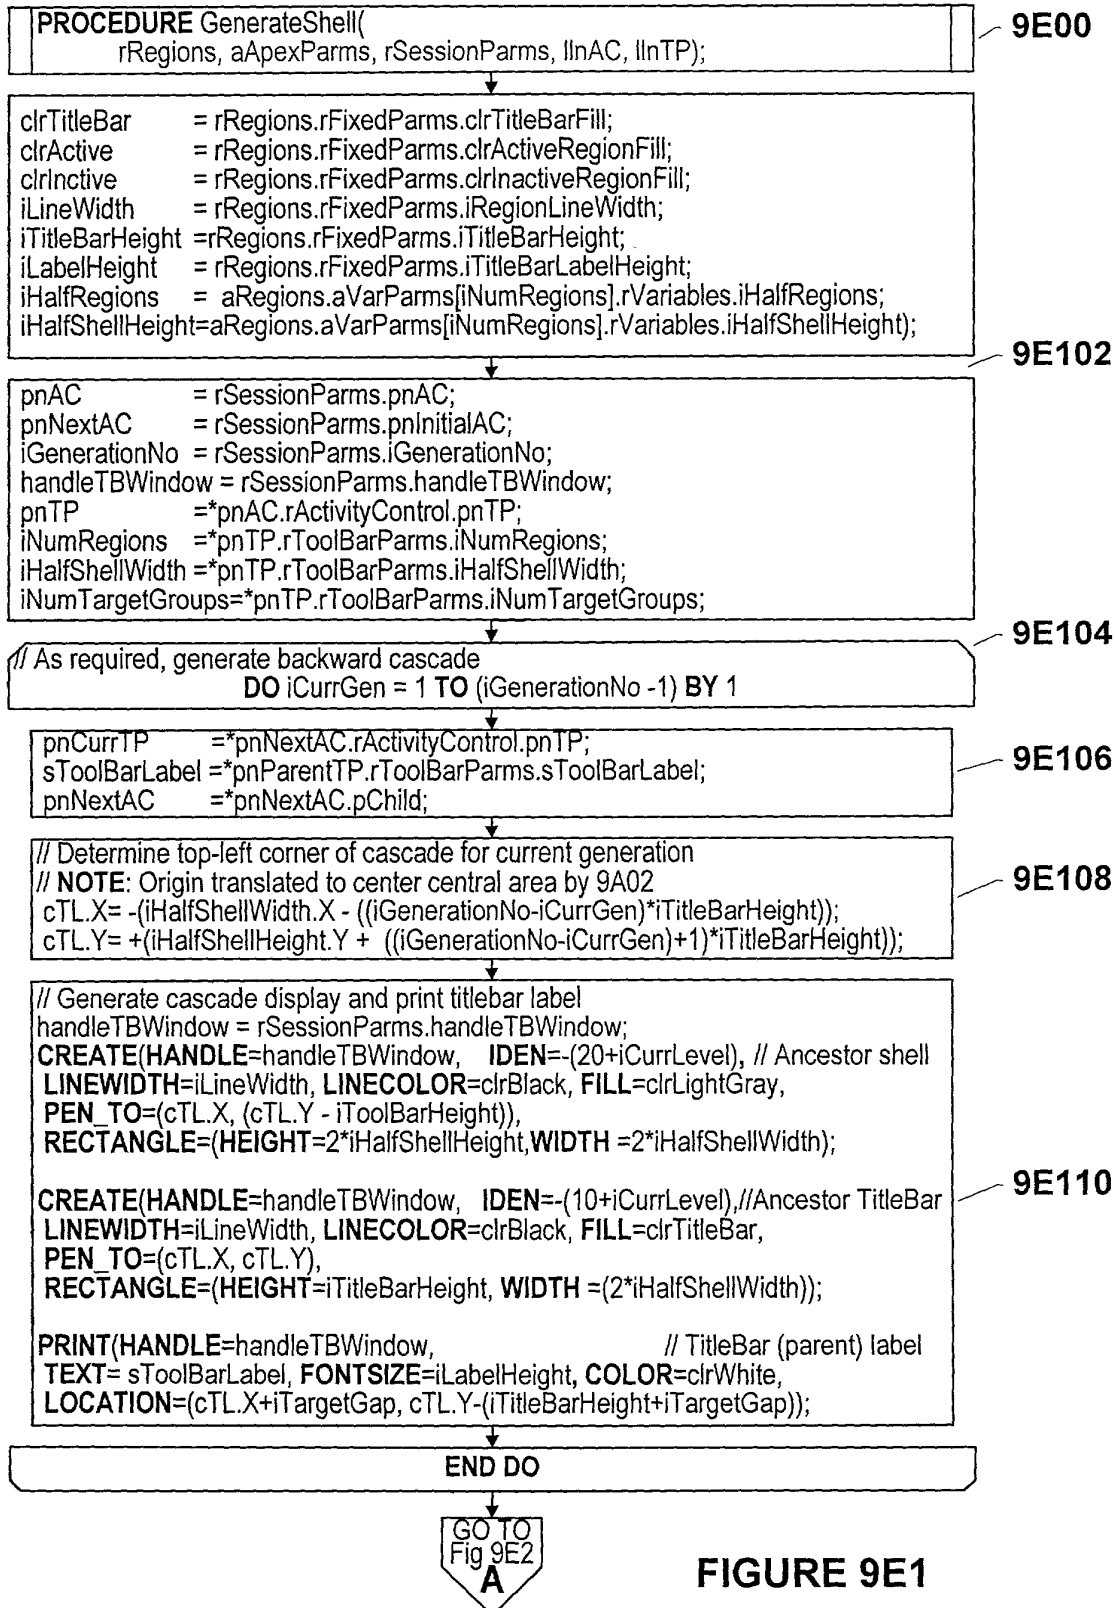 PROCEDURE GenerateShell(
rRegions, aApexParms, rSessionParms, llnAC, llnTP);
9E00
clrTitleBar = rRegions.rFixedParms.clrTitleBarFill;
clrActive = rRegions.rFixedParms.clrActiveRegionFill;
clrInctive = rRegions.rFixedParms.clrInactiveRegionFill;
iLineWidth = rRegions.rFixedParms.iRegionLineWidth;
iTitleBarHeight =rRegions.rFixedParms.iTitleBarHeight;
iLabelHeight = rRegions.rFixedParms.iTitleBarLabelHeight;
iHalfRegions = aRegions.aVarParms[iNumRegions].rVariables.iHalfRegions;
iHalfShellHeight=aRegions.aVarParms[iNumRegions].rVariables.iHalfShellHeight);
9E102
pnAC = rSessionParms.pnAC;
pnNextAC = rSessionParms.pnInitialAC;
iGenerationNo = rSessionParms.iGenerationNo;
handleTBWindow = rSessionParms.handleTBWindow;
pnTP =*pnAC.rActivityControl.pnTP;
iNumRegions =*pnTP.rToolBarParms.iNumRegions;
iHalfShellWidth =*pnTP.rToolBarParms.iHalfShellWidth;
iNumTargetGroups=*pnTP.rToolBarParms.iNumTargetGroups;
9E104
// As required, generate backward cascade
DO iCurrGen = 1 TO (iGenerationNo -1) BY 1
pnCurrTP =*pnNextAC.rActivityControl.pnTP;
sToolBarLabel =*pnParentTP.rToolBarParms.sToolBarLabel;
pnNextAC =*pnNextAC.pChild;
9E106
// Determine top-left corner of cascade for current generation
// NOTE: Origin translated to center central area by 9A02
cTL.X= -(iHalfShellWidth.X - ((iGenerationNo-iCurrGen)*iTitleBarHeight));
cTL.Y= +(iHalfShellHeight.Y + ((iGenerationNo-iCurrGen)+1)*iTitleBarHeight));
9E108
// Generate cascade display and print titlebar label
handleTBWindow = rSessionParms.handleTBWindow;
CREATE(HANDLE=handleTBWindow, IDEN=-(20+iCurrLevel), // Ancestor shell
LINEWIDTH=iLineWidth, LINECOLOR=clrBlack, FILL=clrLightGray,
PEN_TO=(cTL.X, (cTL.Y - iToolBarHeight)),
RECTANGLE=(HEIGHT=2*iHalfShellHeight,WIDTH =2*iHalfShellWidth);
CREATE(HANDLE=handleTBWindow, IDEN=-(10+iCurrLevel),//Ancestor TitleBar
LINEWIDTH=iLineWidth, LINECOLOR=clrBlack, FILL=clrTitleBar,
PEN_TO=(cTL.X, cTL.Y),
RECTANGLE=(HEIGHT=iTitleBarHeight, WIDTH =(2*iHalfShellWidth));
PRINT(HANDLE=handleTBWindow, // TitleBar (parent) label
TEXT= sToolBarLabel, FONTSIZE=iLabelHeight, COLOR=clrWhite,
LOCATION=(cTL.X+iTargetGap, cTL.Y-(iTitleBarHeight+iTargetGap));
9E110
END DO
GO TO
Fig 9E2
A
FIGURE 9E1